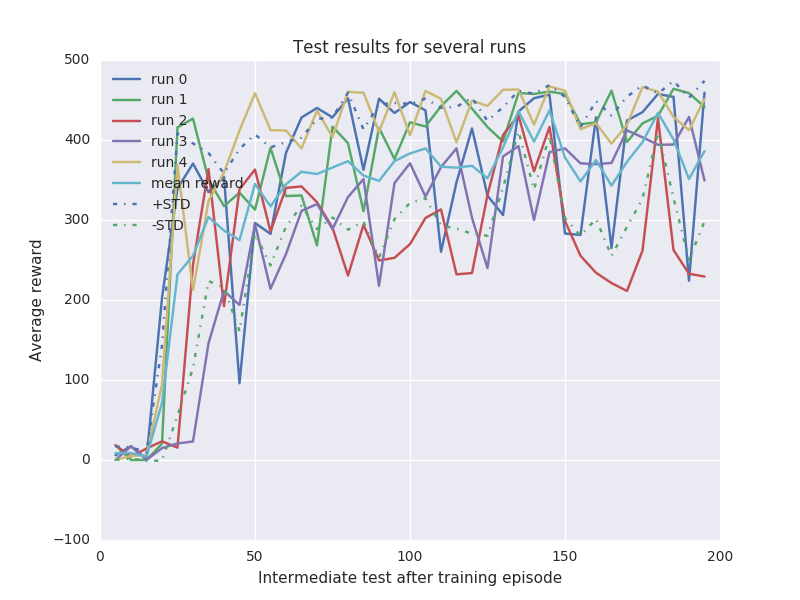 Test results for several runs
500
400
300
200
100
0
−100
Average reward
run 0
run 1
run 2
run 3
run 4
mean reward
+STD
-STD
0 50 100 150 200
Intermediate test after training episode